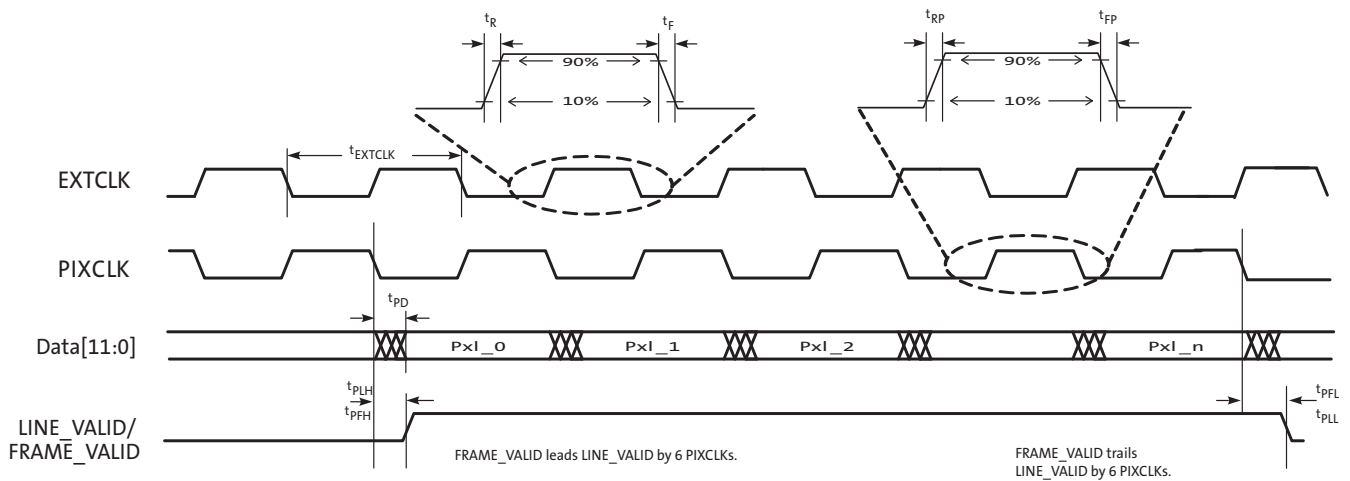 tR
tF
tRP
tFP
90%
90%
10%
10%
tEXTCLK
EXTCLK
PIXCLK
tPD
Data[11:0]
Pxl_0
Pxl_1
Pxl_2
Pxl_n
tPLH
tPFH
tPFL
tPLL
LINE_VALID/
FRAME_VALID
FRAME_VALID leads LINE_VALID by 6 PIXCLKs.
FRAME_VALID trails
LINE_VALID by 6 PIXCLKs.